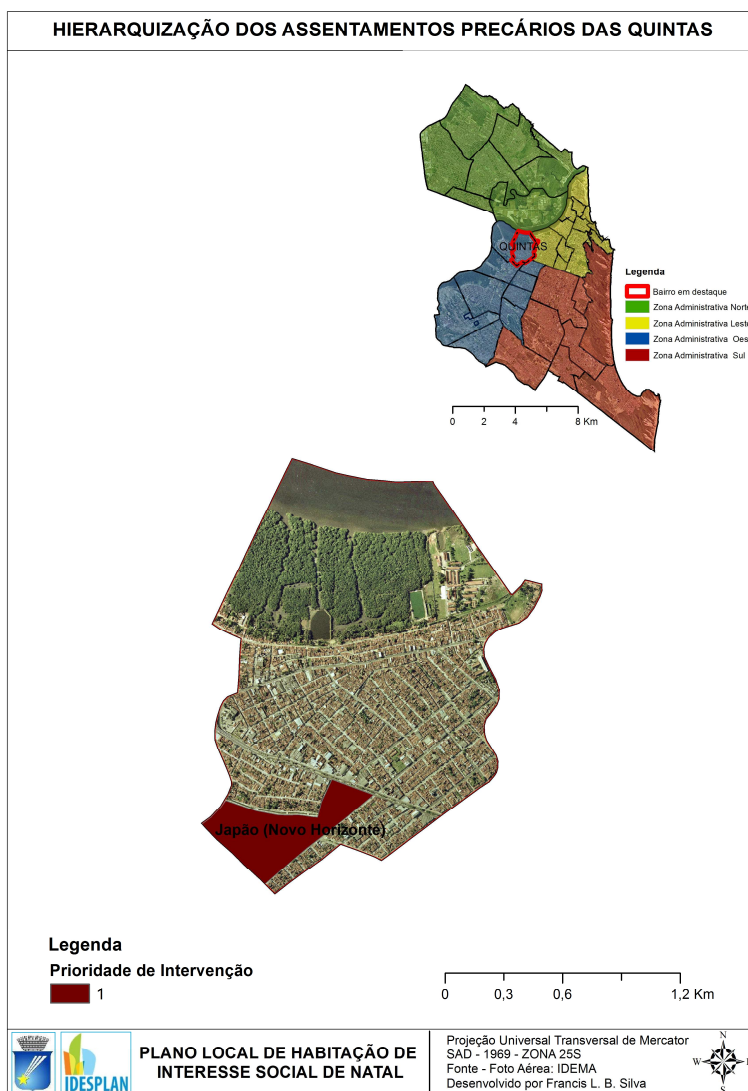 HIERARQUIZAÇÃO DOS ASSENTAMENTOS PRECÁRIOS DAS QUINTAS
QUINTAS
Legenda
Bairro em destaque
Zona Administrativa Norte
Zona Administrativa Leste
Zona Administrativa Oes
Zona Administrativa Sul
0 2 4 8 Km
Japão (Novo Horizonte)
Legenda
Prioridade de Intervenção
1
0 0,3 0,6 1,2 Km
IDESPLAN
PLANO LOCAL DE HABITAÇÃO DE
INTERESSE SOCIAL DE NATAL
Projeção Universal Transversal de Mercator
SAD - 1969 - ZONA 25S
Fonte - Foto Aérea: IDEMA
Desenvolvido por Francis L. B. Silva
N
W
S